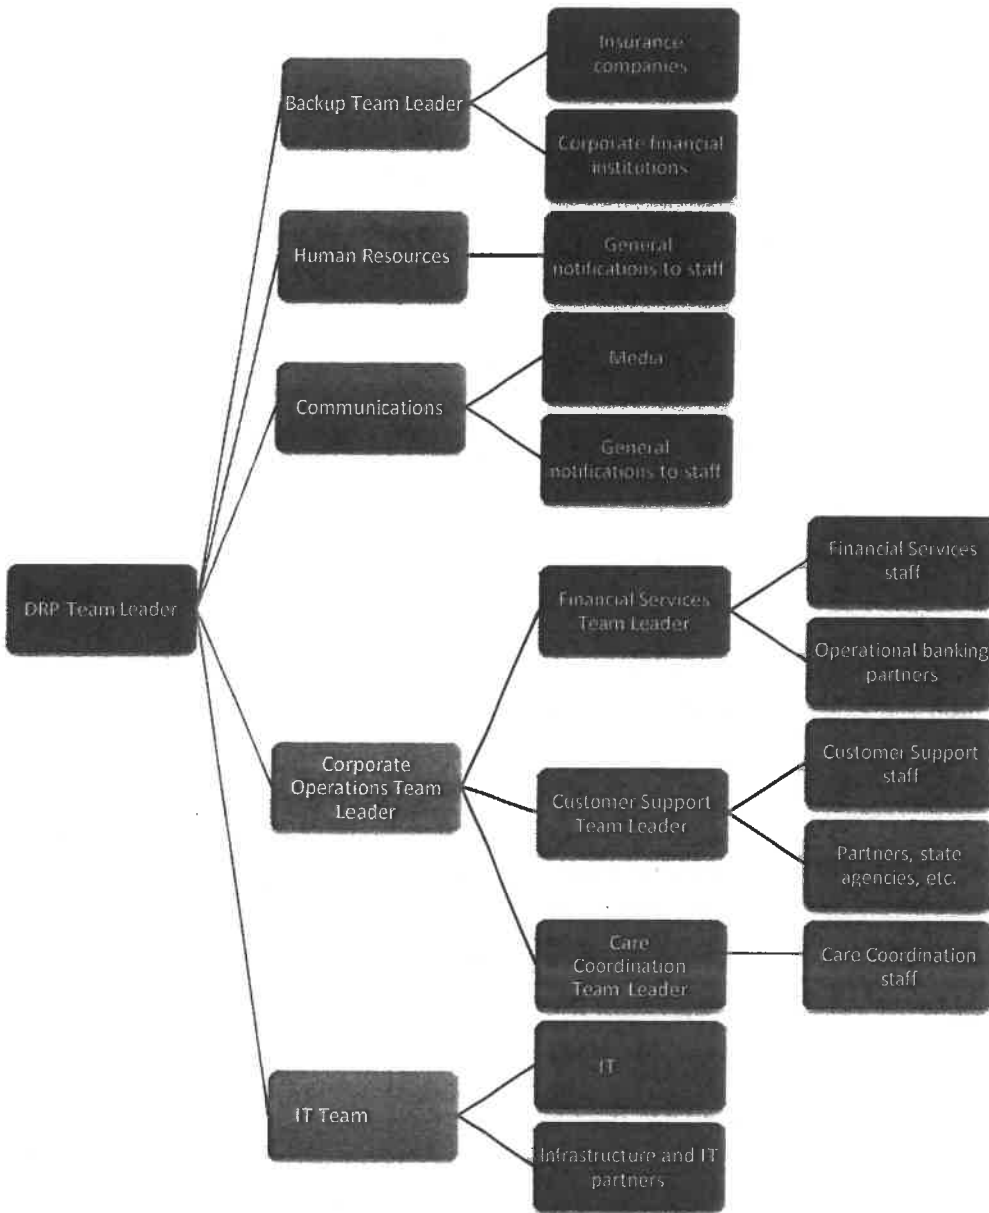 Insurance
companies
Backup Team Leader
Corporate financial
institutions
Human Resources
General
notifications to staff
Media
Communications
General
notifications to staff
DRP Team Leader
Financial Services
Team Leader
Financial Services
staff
Operational banking
partners
Corporate
Operations Team
Leader
Customer Support
Team Leader
Customer Support
staff
Partners, state
agencies, etc.
Care
Coordination
Team Leader
Care Coordination
staff
IT Team
IT
Infrastructure and IT
partners